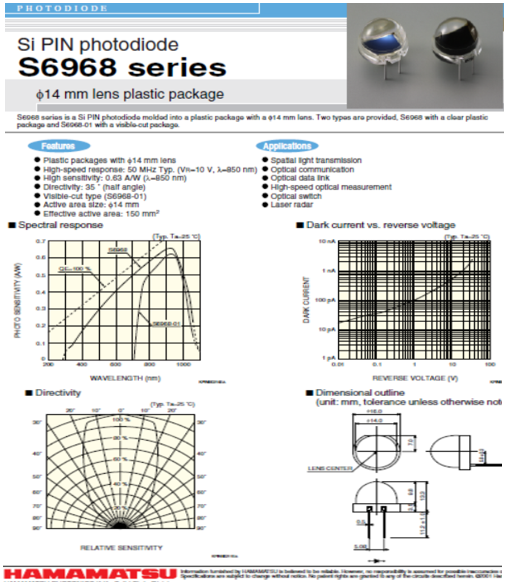 PHOTODIODE
Si PIN photodiode
S6968 series
φ14 mm lens plastic package
S6968 series is a Si PIN photodiode molded into a plastic package with a φ14 mm lens. Two types are provided, S6968 with a clear plastic
package and S6968-01 with a visible-cut package.
Features
● Plastic packages with φ14 mm lens
● High-speed response: 50 MHz Typ. (VR=10 V, λ=850 nm)
● High sensitivity: 0.63 A/W (λ=850 nm)
● Directivity: 35 ˚ (half angle)
● Visible-cut type (S6968-01)
● Active area size: φ14 mm
● Effective active area: 150 mm²
Applications
● Spatial light transmission
● Optical communication
● Optical data link
● High-speed optical measurement
● Optical switch
● Laser radar
■ Spectral response
(Typ. Ta=25 ˚C)
0.7
0.6
0.5
0.4
0.3
0.2
0.1
0
S6968
QE=100 %
S6968-01
PHOTO SENSITIVITY (A/W)
200 400 600 800 1000
WAVELENGTH (nm)
■ Dark current vs. reverse voltage
(Typ. Ta=25 ˚C)
10 nA
1 nA
100 pA
10 pA
1 pA
DARK CURRENT
0.01 0.1 1 10 100
REVERSE VOLTAGE (V)
■ Directivity
(Typ. Ta=25 ˚C)
20˚ 10˚ 0˚ 10˚ 20˚
30˚ 30˚
40˚ 40˚
50˚ 50˚
60˚ 60˚
70˚ 70˚
80˚ 80˚
90˚ 90˚
100 %
80 %
60 %
40 %
20 %
RELATIVE SENSITIVITY
■ Dimensional outline
(unit: mm, tolerance unless otherwise not
φ14.0
LENS CENTER
HAMAMATSU
Information furnished by HAMAMATSU is believed to be reliable. However, no responsibility is assumed for possible inaccuracies
Specifications are subject to change without notice. No patent rights are granted to any of the circuits described herein.